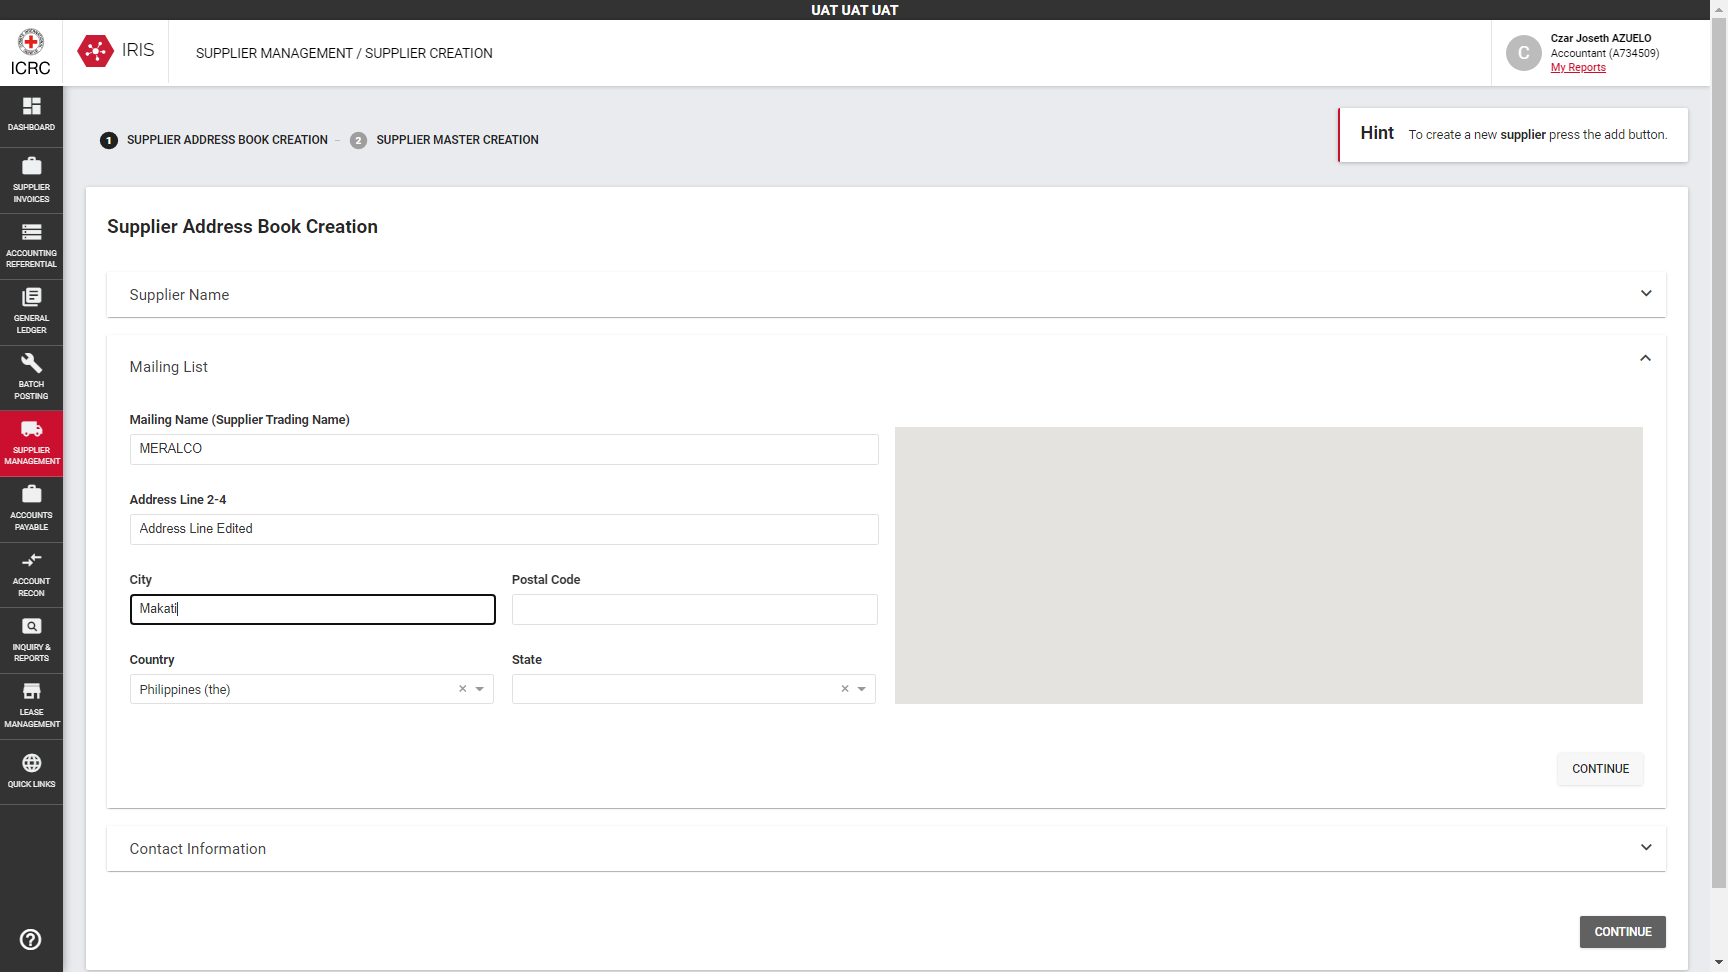 UAT UAT UAT
ICRC
IRIS
SUPPLIER MANAGEMENT / SUPPLIER CREATION
C
Czar Joseth AZUELO
Accountant (A734509)
My Reports
DASHBOARD
SUPPLIER
INVOICES
ACCOUNTING
REFERENTIAL
GENERAL
LEDGER
BATCH
POSTING
SUPPLIER
MANAGEMENT
ACCOUNTS
PAYABLE
ACCOUNT
RECON
INQUIRY &
REPORTS
LEASE
MANAGEMENT
QUICK LINKS
1 SUPPLIER ADDRESS BOOK CREATION - 2 SUPPLIER MASTER CREATION
Hint To create a new supplier press the add button.
Supplier Address Book Creation
Supplier Name
Mailing List
Mailing Name (Supplier Trading Name)
MERALCO
Address Line 2-4
Address Line Edited
City Postal Code
Makati
Country State
Philippines (the)
CONTINUE
Contact Information
CONTINUE